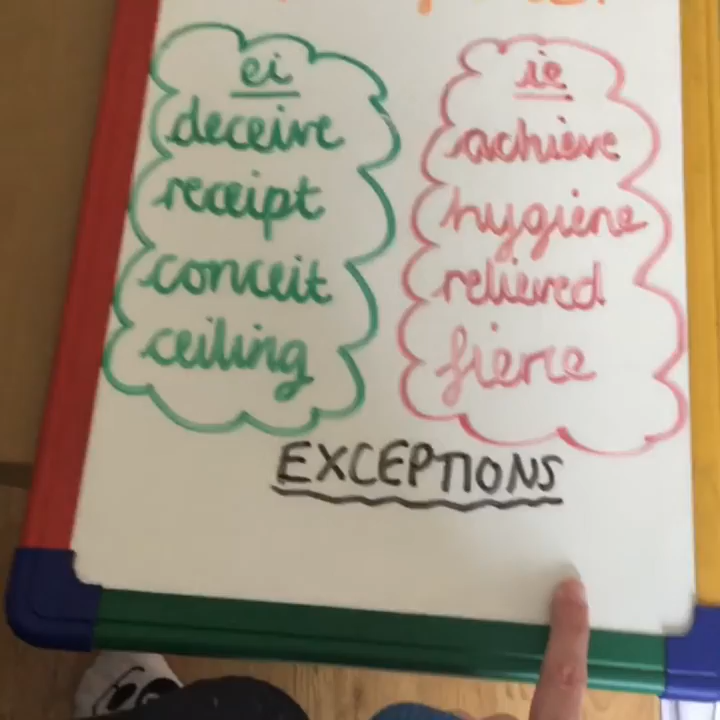 ei
deceive
receipt
conceit
ceiling
ie
achieve
hygiene
relieved
fierce
EXCEPTIONS